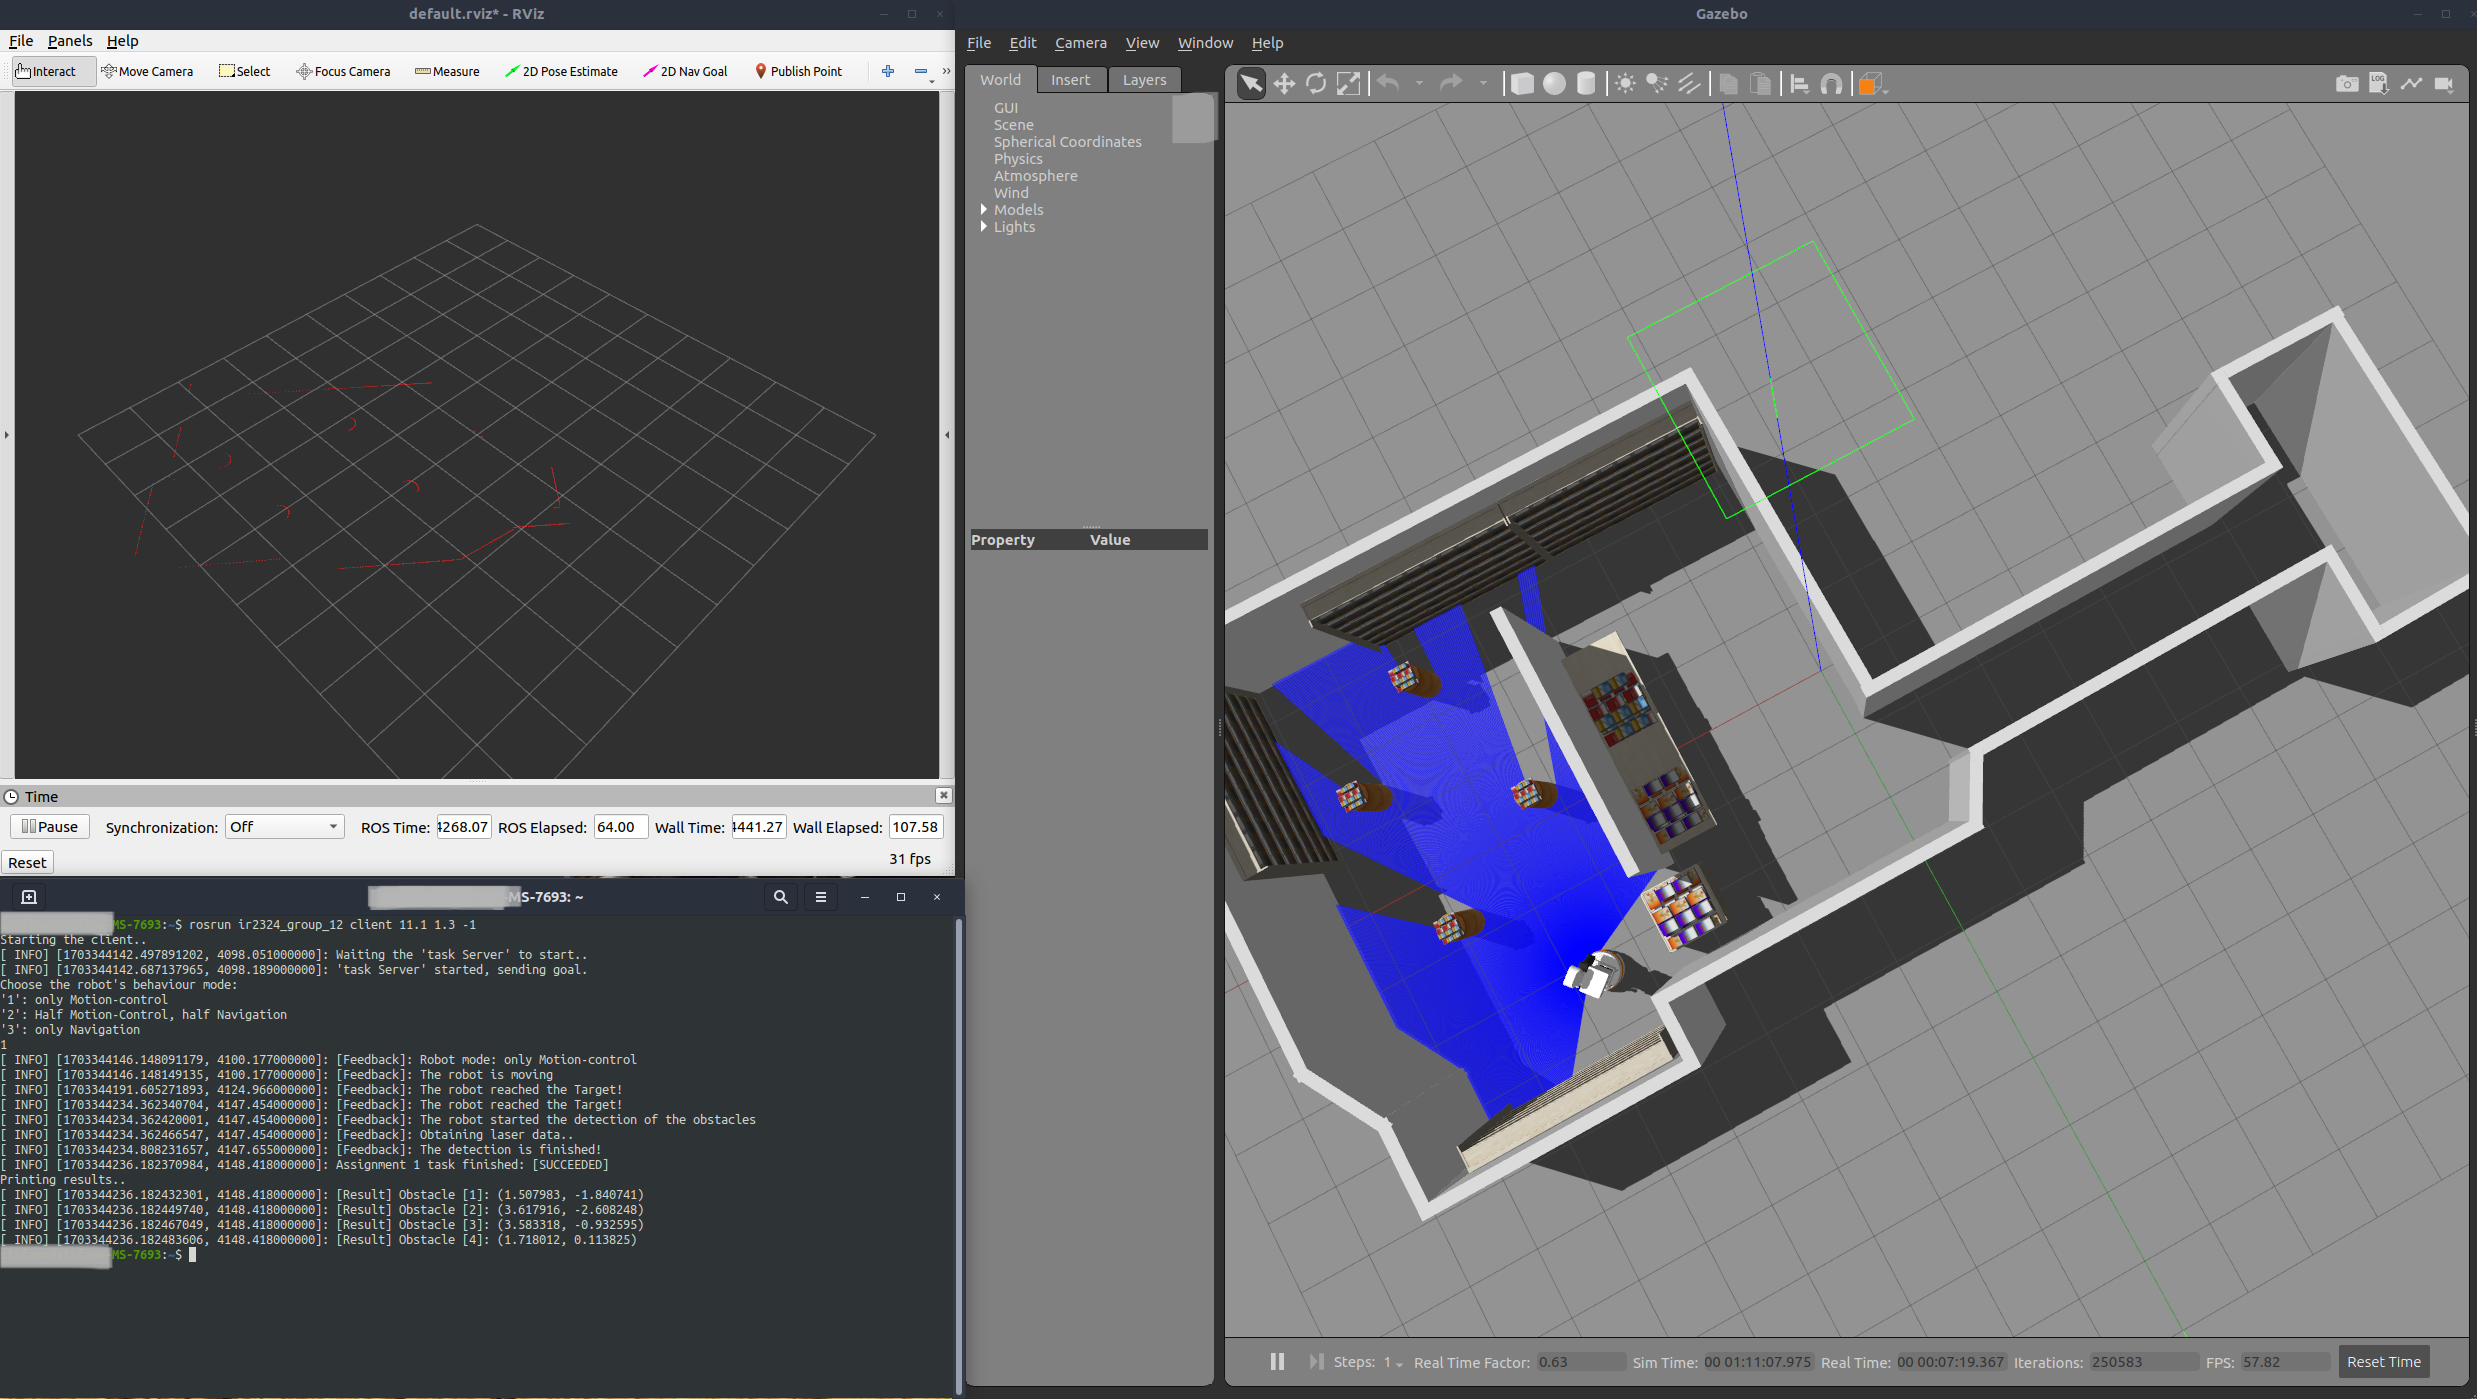 default.rviz* - RViz
File Panels Help
Interact Move Camera Select Focus Camera Measure 2D Pose Estimate 2D Nav Goal Publish Point
Time
Pause Synchronization: Off ROS Time: 4268.07 ROS Elapsed: 64.00 Wall Time: 4441.27 Wall Elapsed: 107.58
Reset 31 fps
MS-7693: ~
MS-7693:~$ rosrun ir2324_group_12 client 11.1 1.3 -1
Starting the client..
[ INFO] [1703344142.497891202, 4098.051000000]: Waiting the 'task Server' to start..
[ INFO] [1703344142.687137965, 4098.189000000]: 'task Server' started, sending goal.
Choose the robot's behaviour mode:
'1': only Motion-control
'2': Half Motion-Control, half Navigation
'3': only Navigation
1
[ INFO] [1703344146.148091179, 4100.177000000]: [Feedback]: Robot mode: only Motion-control
[ INFO] [1703344146.148149135, 4100.177000000]: [Feedback]: The robot is moving
[ INFO] [1703344191.605271893, 4124.966000000]: [Feedback]: The robot reached the Target!
[ INFO] [1703344234.362340704, 4147.454000000]: [Feedback]: The robot reached the Target!
[ INFO] [1703344234.362420001, 4147.454000000]: [Feedback]: The robot started the detection of the obstacles
[ INFO] [1703344234.362466547, 4147.454000000]: [Feedback]: Obtaining laser data..
[ INFO] [1703344234.808231657, 4147.655000000]: [Feedback]: The detection is finished!
[ INFO] [1703344236.182370984, 4148.418000000]: Assignment 1 task finished: [SUCCEEDED]
Printing results..
[ INFO] [1703344236.182432301, 4148.418000000]: [Result] Obstacle [1]: (1.507983, -1.840741)
[ INFO] [1703344236.182449740, 4148.418000000]: [Result] Obstacle [2]: (3.617916, -2.608248)
[ INFO] [1703344236.182467049, 4148.418000000]: [Result] Obstacle [3]: (3.583318, -0.932595)
[ INFO] [1703344236.182483606, 4148.418000000]: [Result] Obstacle [4]: (1.718012, 0.113825)
MS-7693:~$
Gazebo
File Edit Camera View Window Help
World Insert Layers
GUI
Scene
Spherical Coordinates
Physics
Atmosphere
Wind
Models
Lights
Property Value
LOG
Steps: 1 Real Time Factor: 0.63 Sim Time: 00 01:11:07.975 Real Time: 00 00:07:19.367 Iterations: 250583 FPS: 57.82 Reset Time